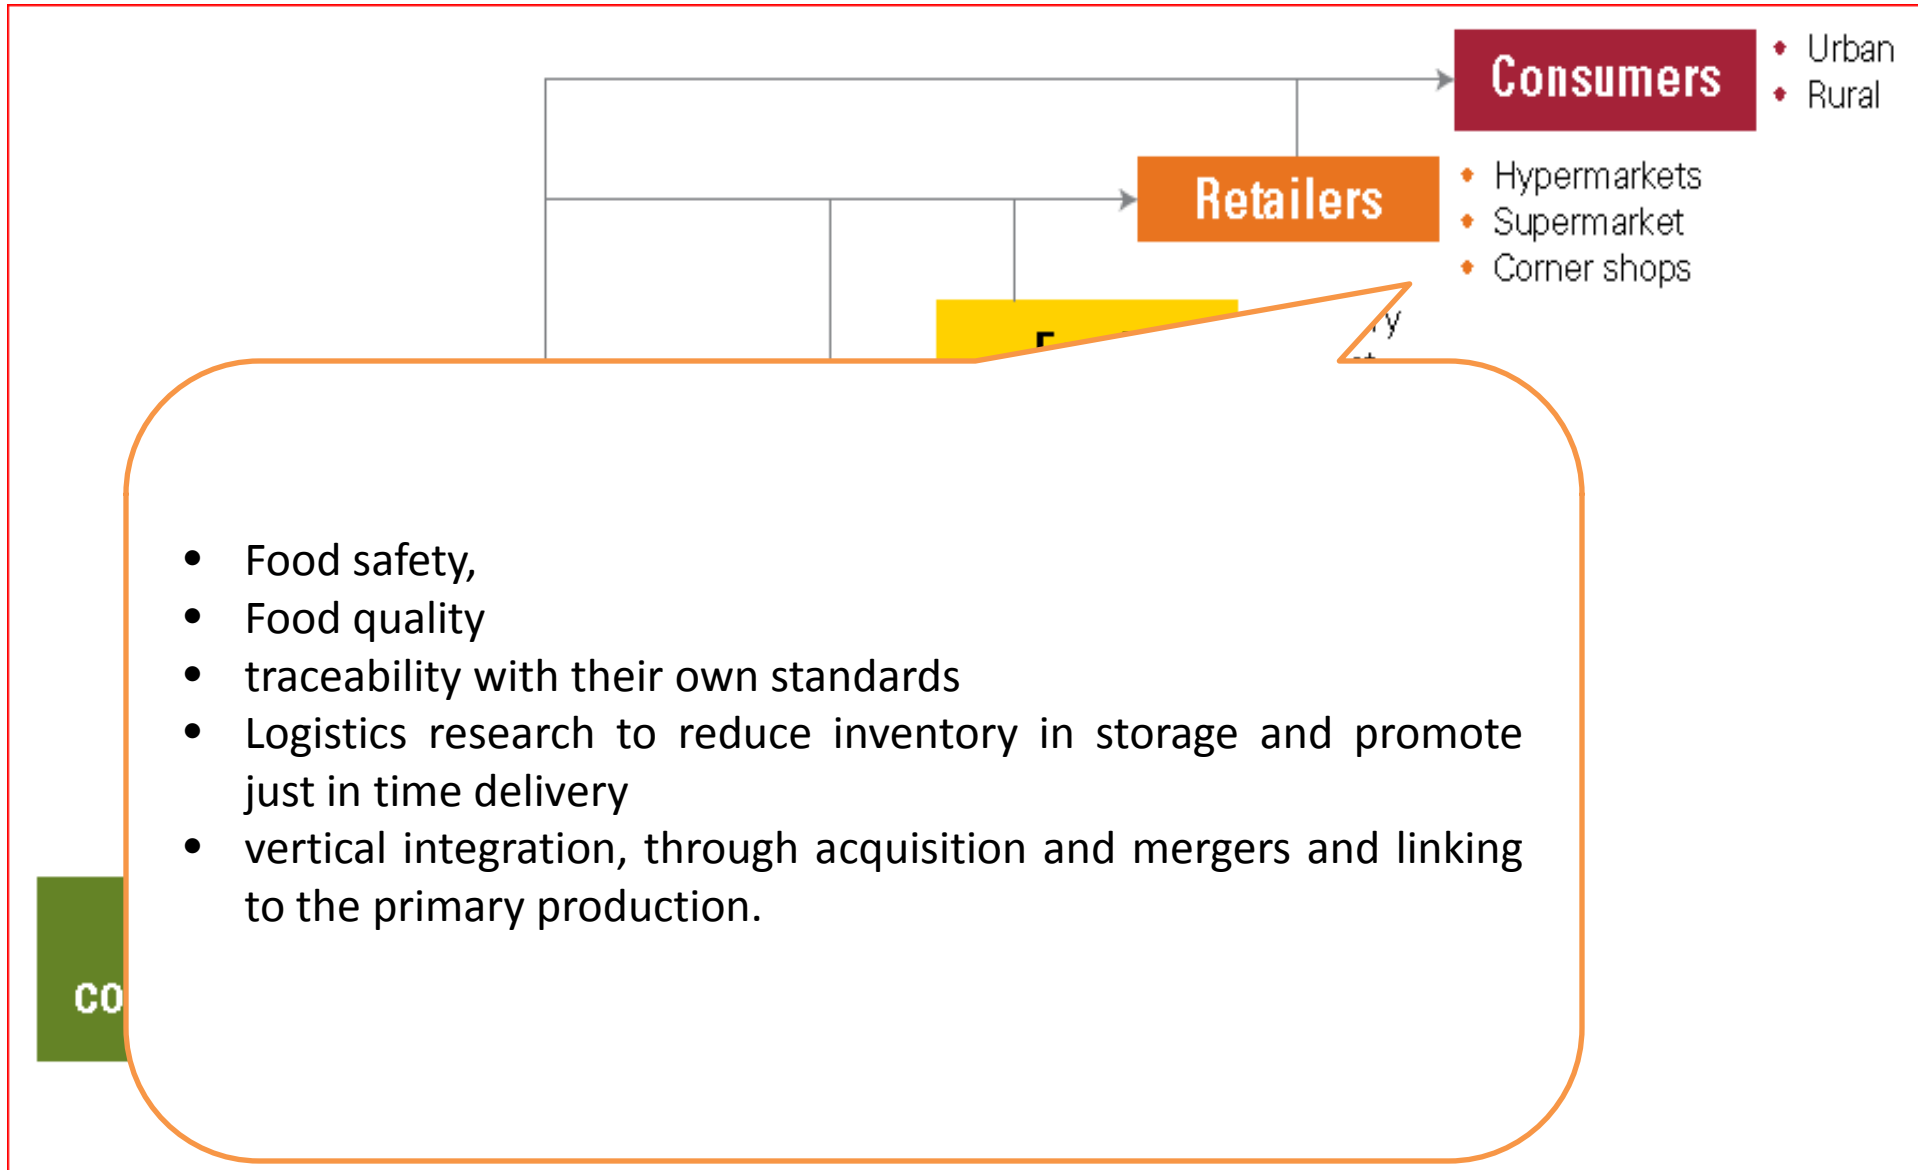 Consumers
• Urban
• Rural
Retailers
• Hypermarkets
• Supermarket
• Corner shops
• Food safety,
• Food quality
• traceability with their own standards
• Logistics research to reduce inventory in storage and promote
just in time delivery
• vertical integration, through acquisition and mergers and linking
to the primary production.